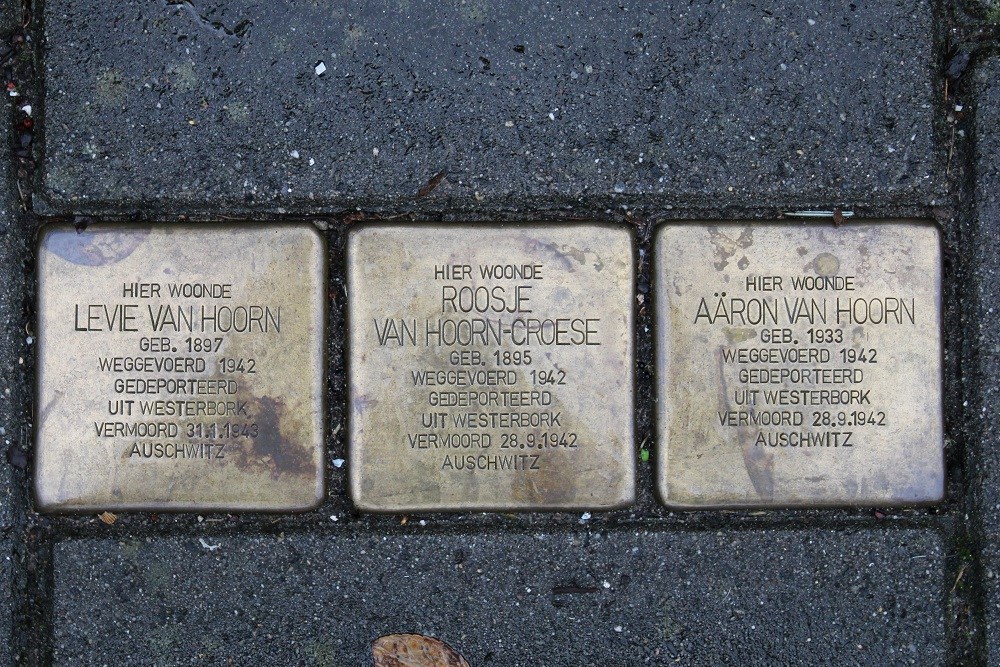 HIER WOONDE
LEVIE VAN HOORN
GEB. 1897
WEGGEVOERD 1942
GEDEPORTEERD
UIT WESTERBORK
VERMOORD 31.1.1943
AUSCHWITZ
HIER WOONDE
ROOSJE
VAN HOORN-CROESE
GEB. 1895
WEGGEVOERD 1942
GEDEPORTEERD
UIT WESTERBORK
VERMOORD 28.9.1942
AUSCHWITZ
HIER WOONDE
AÄRON VAN HOORN
GEB. 1933
WEGGEVOERD 1942
GEDEPORTEERD
UIT WESTERBORK
VERMOORD 28.9.1942
AUSCHWITZ